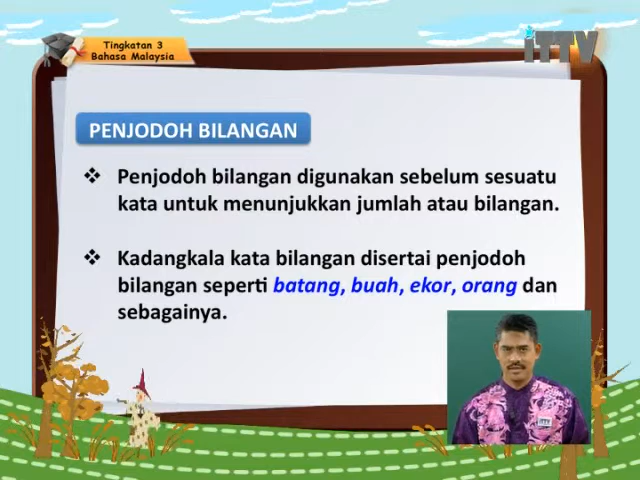 Tingkatan 3
Bahasa Malaysia
iTTV
PENJODOH BILANGAN
❖ Penjodoh bilangan digunakan sebelum sesuatu
kata untuk menunjukkan jumlah atau bilangan.
❖ Kadangkala kata bilangan disertai penjodoh
bilangan seperti batang, buah, ekor, orang dan
sebagainya.
iTTV